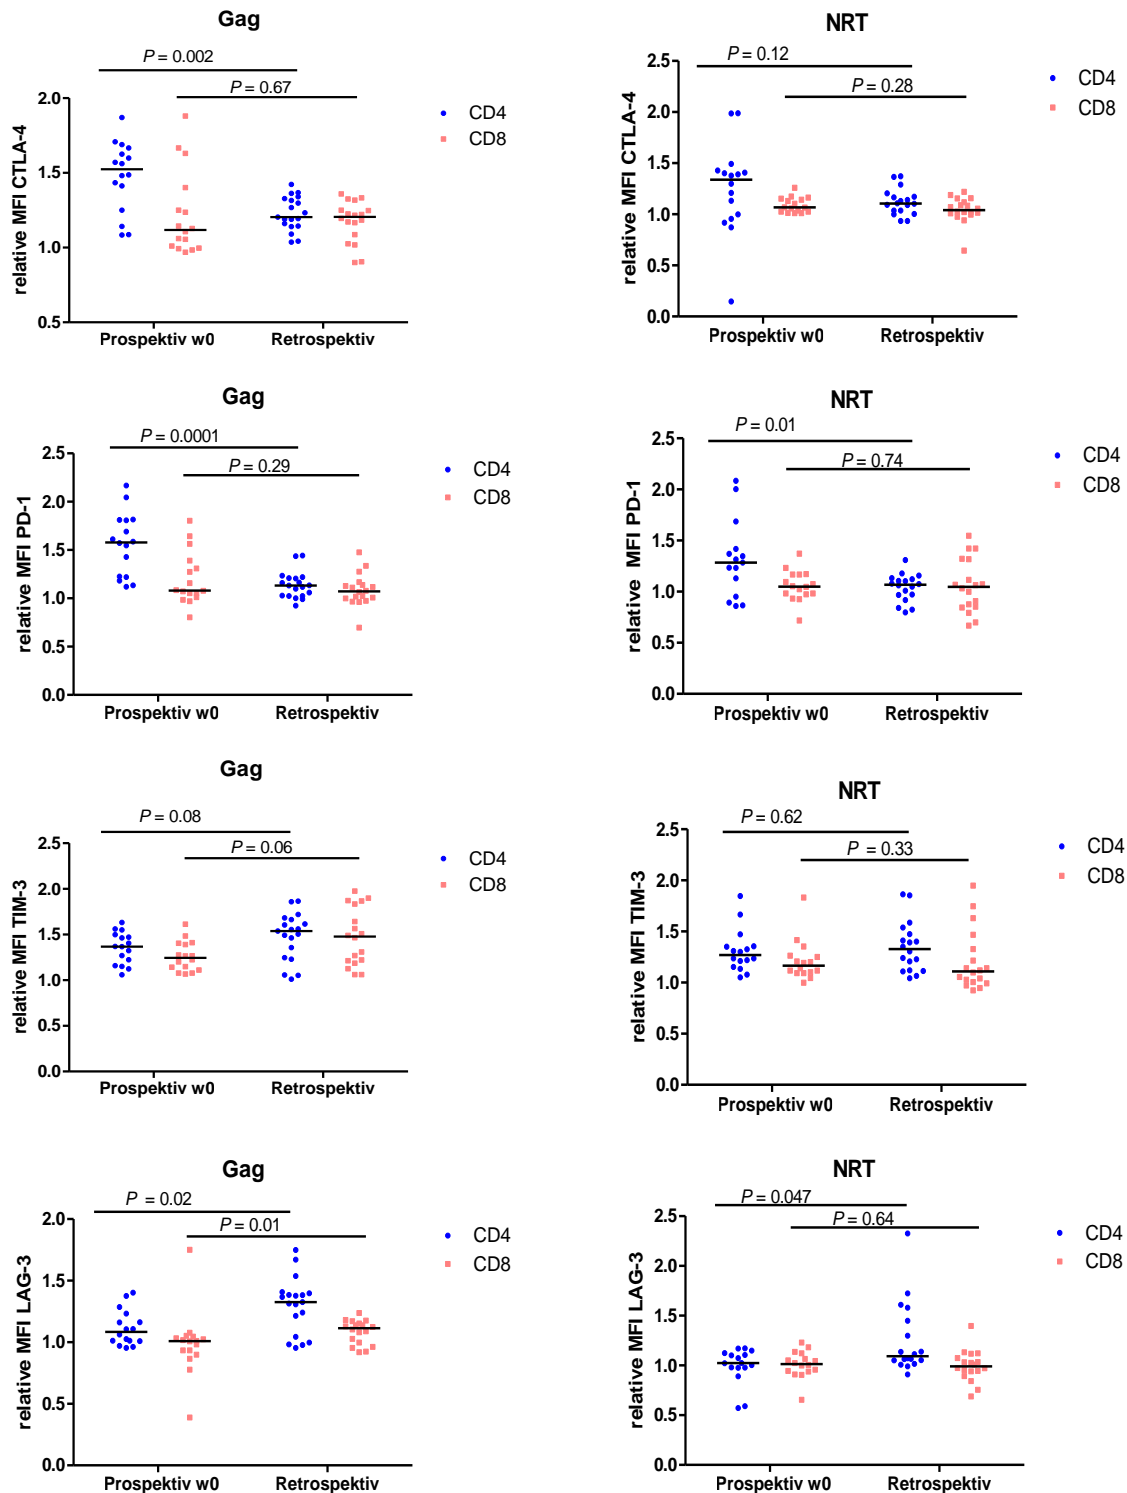 Gag
P = 0.002
P = 0.67
CD4
CD8
relative MFI CTLA-4
2.0
1.5
1.0
0.5
Prospektiv w0
Retrospektiv
NRT
P = 0.12
P = 0.28
CD4
CD8
relative MFI CTLA-4
2.5
2.0
1.5
1.0
0.5
0.0
Prospektiv w0
Retrospektiv
Gag
P = 0.0001
P = 0.29
CD4
CD8
relative MFI PD-1
2.5
2.0
1.5
1.0
0.5
0.0
Prospektiv w0
Retrospektiv
NRT
P = 0.01
P = 0.74
CD4
CD8
relative MFI PD-1
2.5
2.0
1.5
1.0
0.5
0.0
Prospektiv w0
Retrospektiv
Gag
P = 0.08
P = 0.06
CD4
CD8
relative MFI TIM-3
2.5
2.0
1.5
1.0
0.5
0.0
Prospektiv w0
Retrospektiv
NRT
P = 0.62
P = 0.33
CD4
CD8
relative MFI TIM-3
2.5
2.0
1.5
1.0
0.5
0.0
Prospektiv w0
Retrospektiv
Gag
P = 0.02
P = 0.01
CD4
CD8
relative MFI LAG-3
2.0
1.5
1.0
0.5
0.0
Prospektiv w0
Retrospektiv
NRT
P = 0.047
P = 0.64
CD4
CD8
relative MFI LAG-3
2.5
2.0
1.5
1.0
0.5
0.0
Prospektiv w0
Retrospektiv